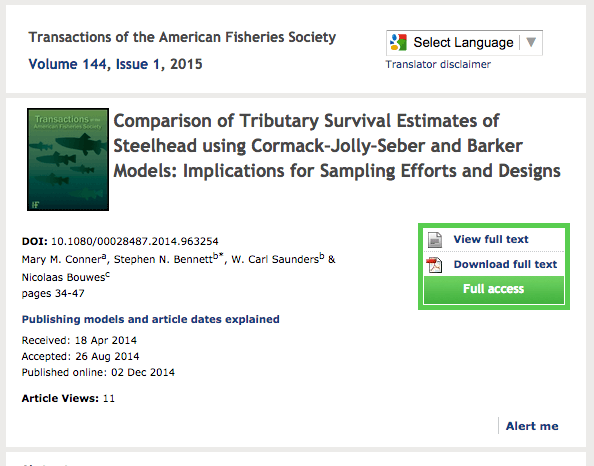 Transactions of the American Fisheries Society
Volume 144, Issue 1, 2015
Select Language
Translator disclaimer
Transactions of the
American Fisheries Society
Comparison of Tributary Survival Estimates of
Steelhead using Cormack–Jolly–Seber and Barker
Models: Implications for Sampling Efforts and Designs
DOI: 10.1080/00028487.2014.963254
Mary M. Connerᵃ, Stephen N. Bennettᵇ*, W. Carl Saundersᵇ &
Nicolaas Bouwesᶜ
pages 34-47
View full text
Download full text
Full access
Publishing models and article dates explained
Received: 18 Apr 2014
Accepted: 26 Aug 2014
Published online: 02 Dec 2014
Article Views: 11
Alert me